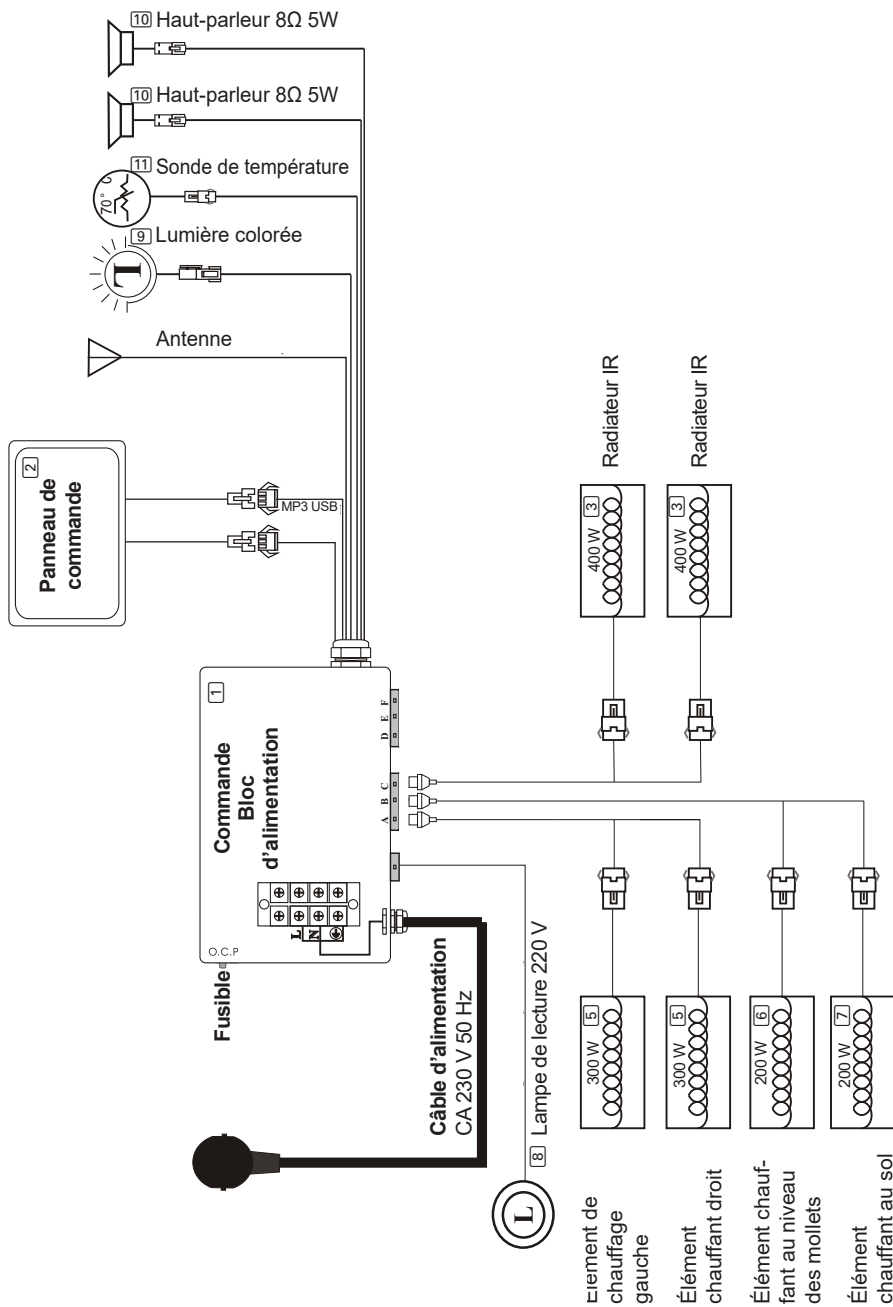 10 Haut-parleur 8Ω 5W
10 Haut-parleur 8Ω 5W
11 Sonde de température
70° C
9 Lumière colorée
L
Antenne
2
Panneau de
commande
MP3 USB
1
Commande
Bloc
d'alimentation
L
N
O.C.P
Fusible
A B C
D E F
Câble d'alimentation
CA 230 V 50 Hz
8 Lampe de lecture 220 V
L
3
400 W
Radiateur IR
3
400 W
Radiateur IR
5
300 W
Élément de
chauffage
gauche
5
300 W
Élément
chauffant droit
6
200 W
Élément chauf-
fant au niveau
des mollets
7
200 W
Élément
chauffant au sol